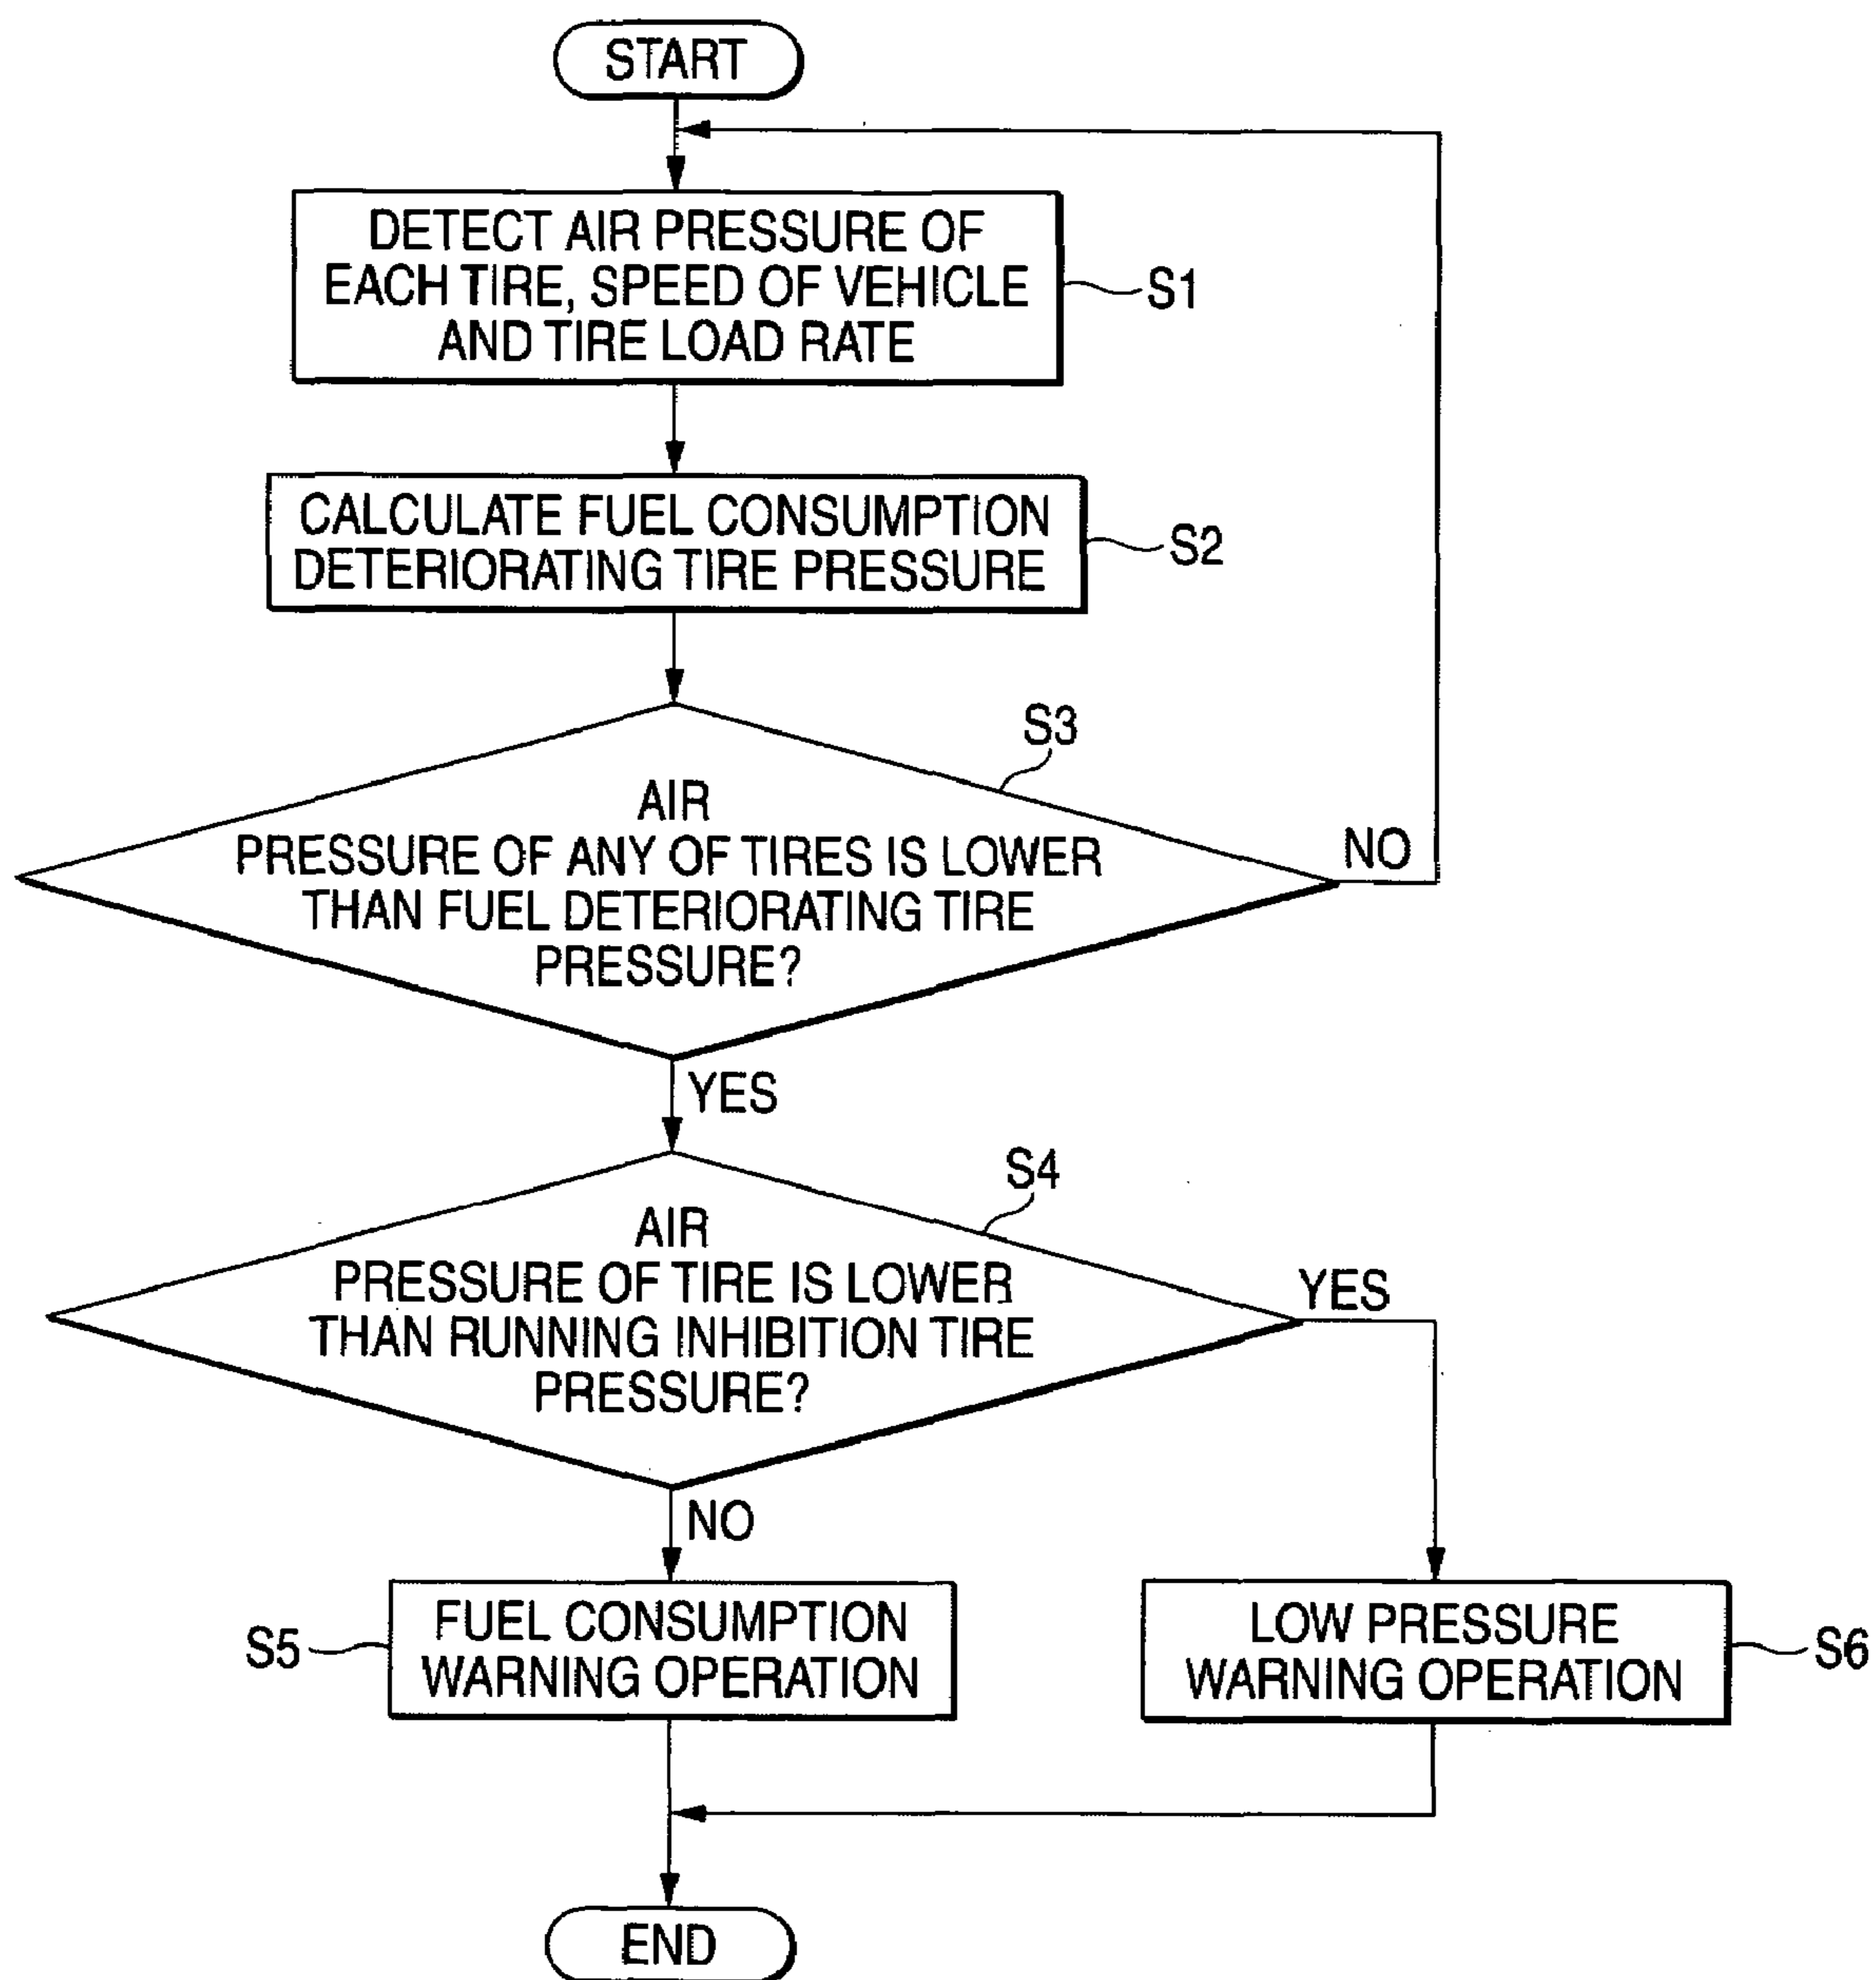 START
DETECT AIR PRESSURE OF
EACH TIRE, SPEED OF VEHICLE
AND TIRE LOAD RATE
S1
CALCULATE FUEL CONSUMPTION
DETERIORATING TIRE PRESSURE
S2
S3
AIR
PRESSURE OF ANY OF TIRES IS LOWER
THAN FUEL DETERIORATING TIRE
PRESSURE?
NO
YES
S4
AIR
PRESSURE OF TIRE IS LOWER
THAN RUNNING INHIBITION TIRE
PRESSURE?
YES
NO
S5
FUEL CONSUMPTION
WARNING OPERATION
LOW PRESSURE
WARNING OPERATION
S6
END